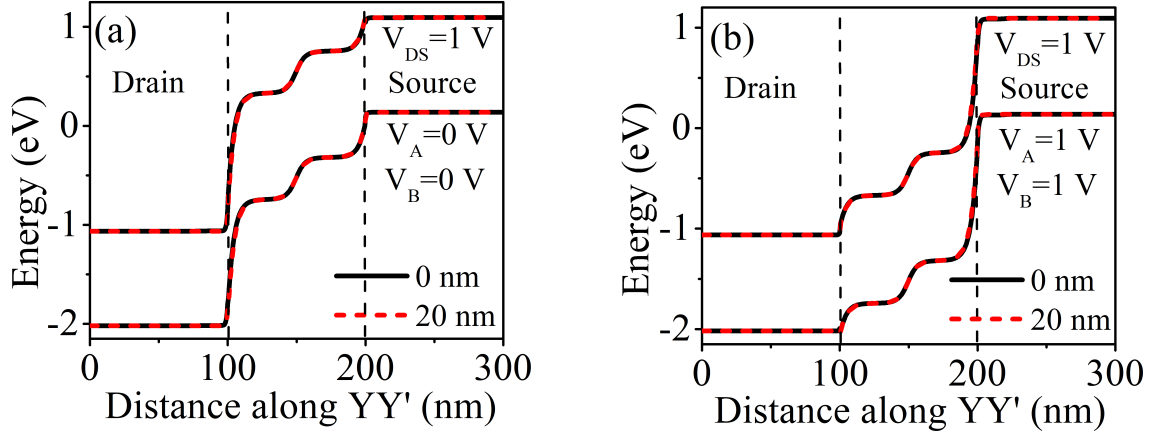 (a)
V_DS=1 V
Drain
Source
V_A=0 V
V_B=0 V
0 nm
20 nm
1
0
-1
-2
Energy (eV)
0 100 200 300
Distance along YY' (nm)
(b)
V_DS=1 V
Drain
Source
V_A=1 V
V_B=1 V
0 nm
20 nm
1
0
-1
-2
Energy (eV)
0 100 200 300
Distance along YY' (nm)